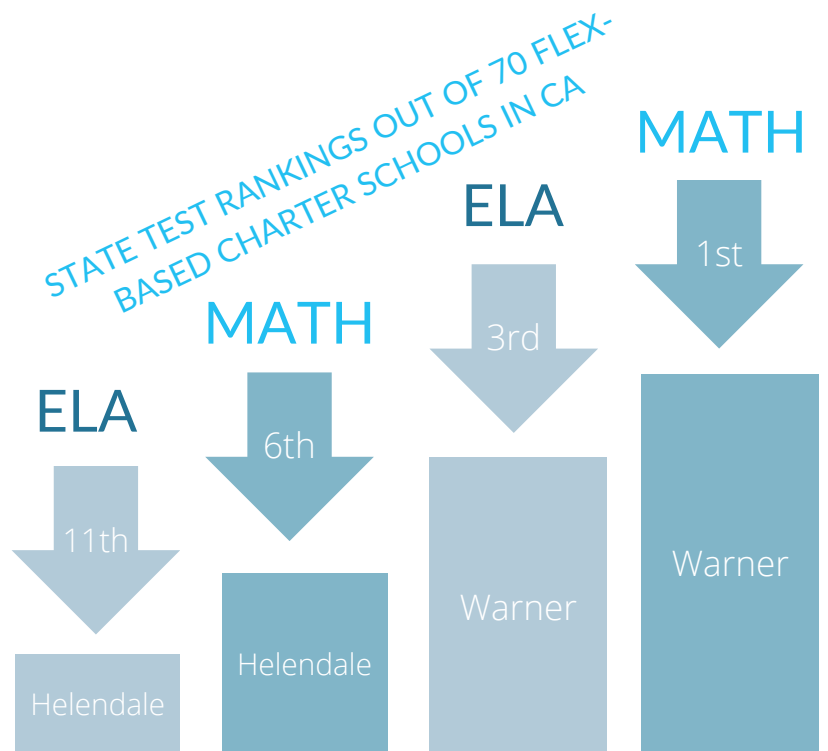 STATE TEST RANKINGS OUT OF 70 FLEX-
BASED CHARTER SCHOOLS IN CA
ELA
11th
Helendale
MATH
6th
Helendale
ELA
3rd
Warner
MATH
1st
Warner